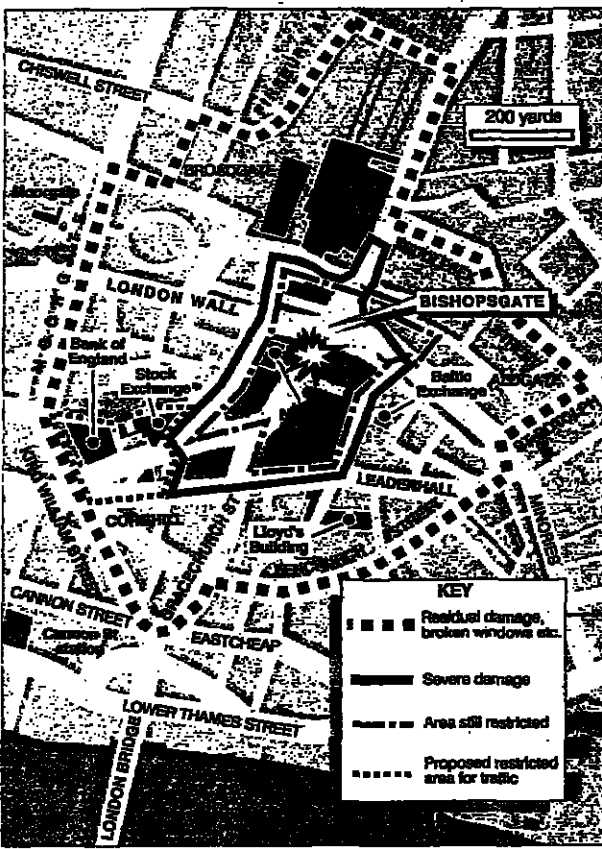 CHISWELL STREET
200 yards
BROADGATE
LONDON WALL
BISHOPSGATE
Bank of
England
Stock
Exchange
Baltic
Exchange
ALDGATE
LEADERHALL
MINORIES
KING WILLIAM STREET
CORNHILL
GRACECHURCH ST
Lloyd's
Building
CANNON STREET
Cannon St
station
EASTCHEAP
LOWER THAMES STREET
LONDON BRIDGE
KEY
Residual damage,
broken windows etc.
Severe damage
Area still restricted
Proposed restricted
area for traffic